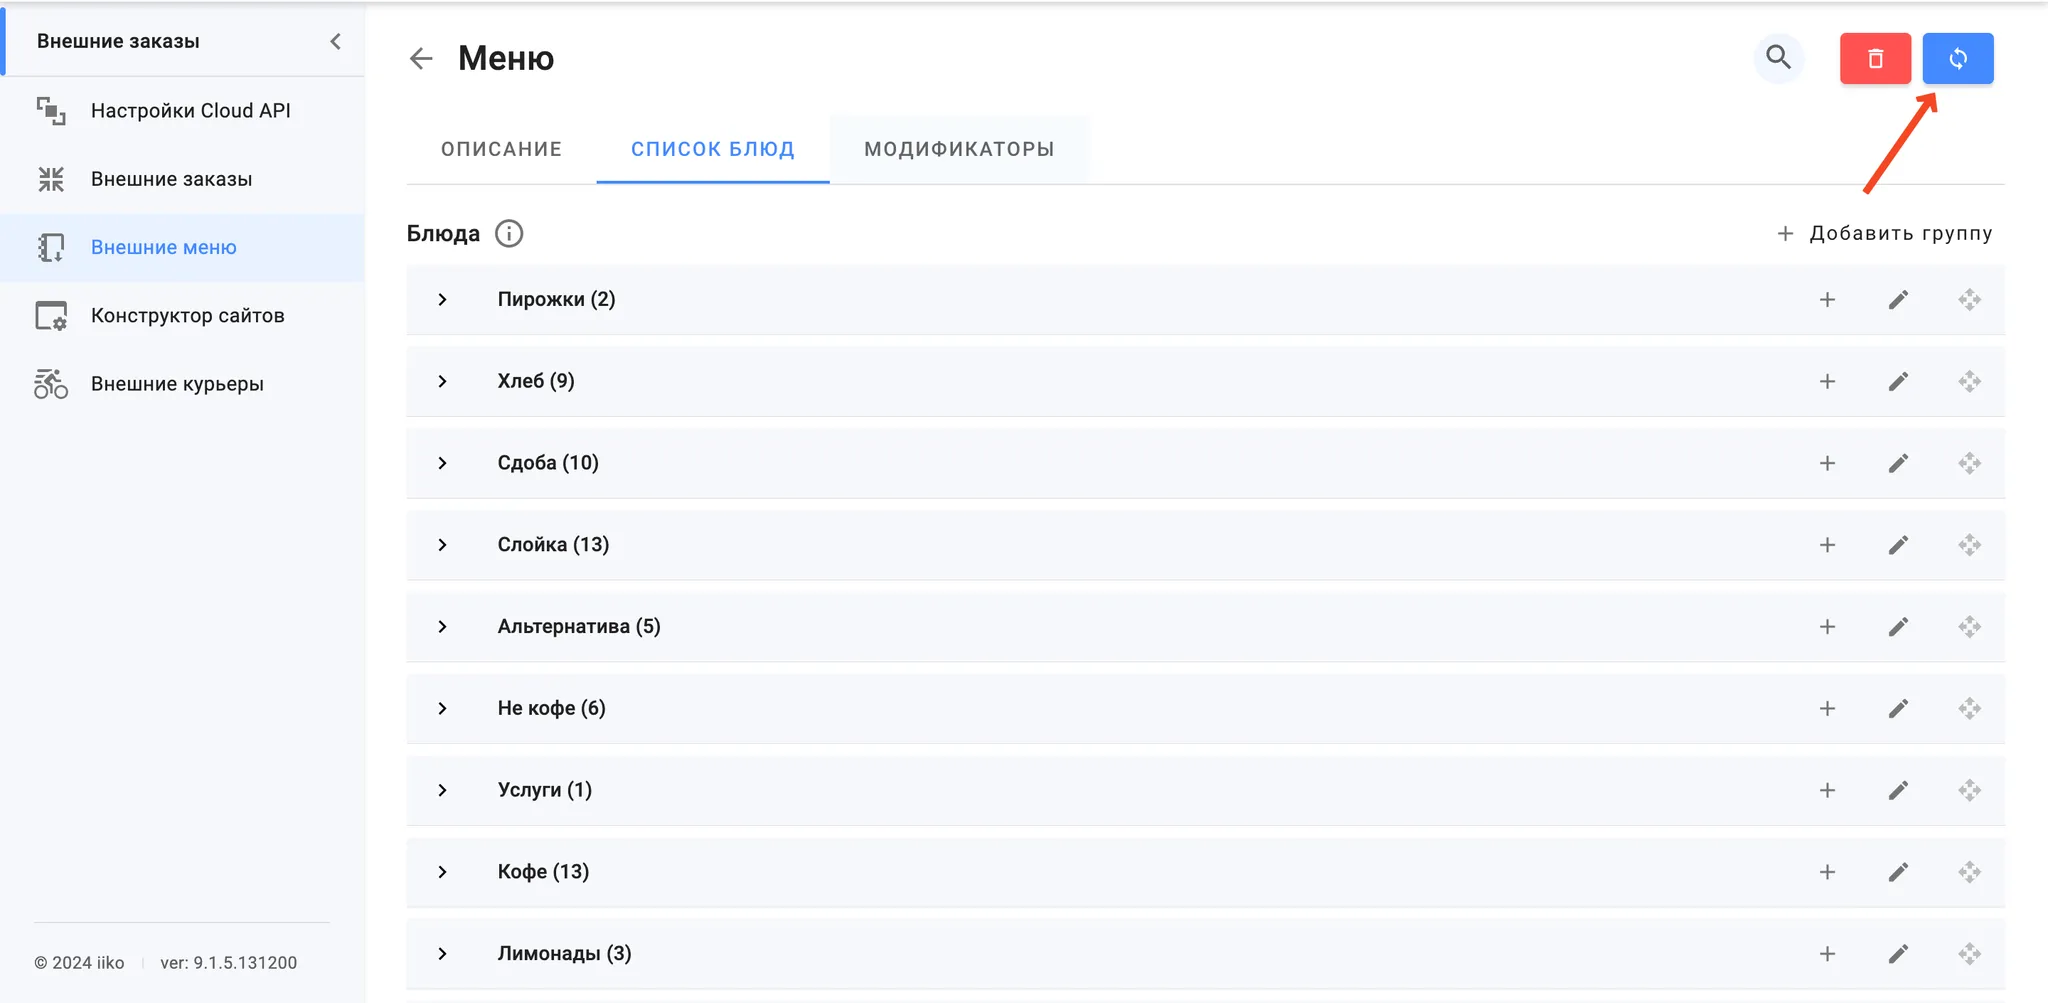 Внешние заказы
Настройки Cloud API
Внешние заказы
Внешние меню
Конструктор сайтов
Внешние курьеры
© 2024 iiko
ver: 9.1.5.131200
Меню
ОПИСАНИЕ
СПИСОК БЛЮД
МОДИФИКАТОРЫ
Блюда
Добавить группу
Пирожки (2)
Хлеб (9)
Сдоба (10)
Слойка (13)
Альтернатива (5)
Не кофе (6)
Услуги (1)
Кофе (13)
Лимонады (3)